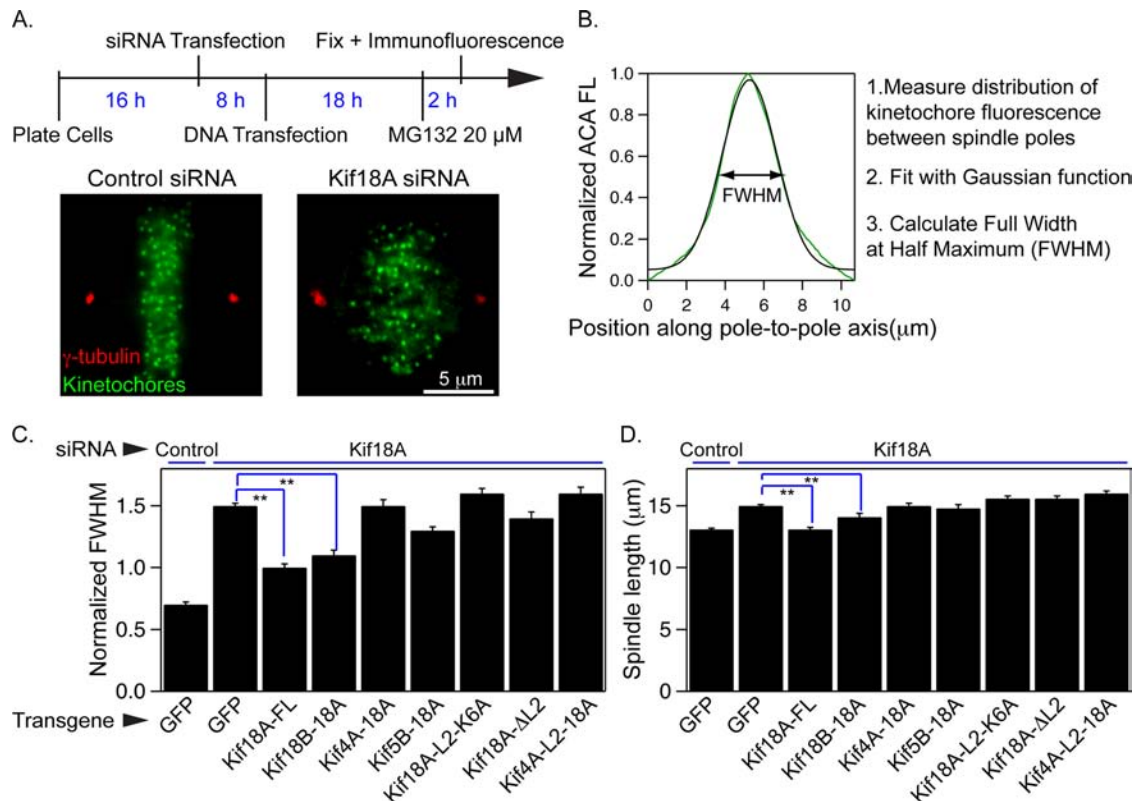 A.
siRNA Transfection
Fix + Immunofluorescence
16 h
8 h
18 h
2 h
Plate Cells
DNA Transfection
MG132 20 μM
Control siRNA
Kif18A siRNA
γ-tubulin
Kinetochores
5 μm
B.
Normalized ACA FL
1.0
0.8
0.6
0.4
0.2
0.0
FWHM
0
2
4
6
8
10
Position along pole-to-pole axis(μm)
1.Measure distribution of
kinetochore fluorescence
between spindle poles
2. Fit with Gaussian function
3. Calculate Full Width
at Half Maximum (FWHM)
C.
siRNA
Control
Kif18A
Normalized FWHM
1.5
1.0
0.5
0.0
**
**
Transgene
GFP
GFP
Kif18A-FL
Kif18B-18A
Kif4A-18A
Kif5B-18A
Kif18A-L2-K6A
Kif18A-ΔL2
Kif4A-L2-18A
D.
Control
Kif18A
Spindle length (μm)
15
10
5
0
**
**
GFP
GFP
Kif18A-FL
Kif18B-18A
Kif4A-18A
Kif5B-18A
Kif18A-L2-K6A
Kif18A-ΔL2
Kif4A-L2-18A